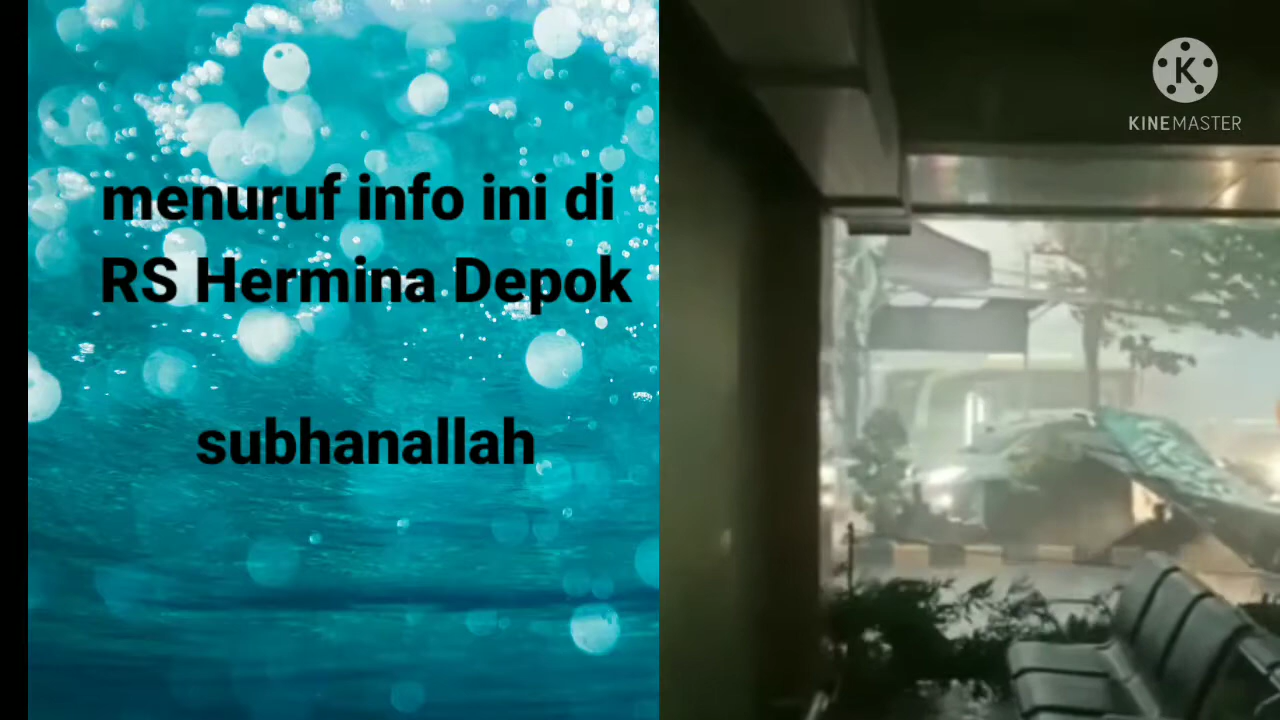 menuruf info ini di
RS Hermina Depok
subhanallah
K
KINEMASTER